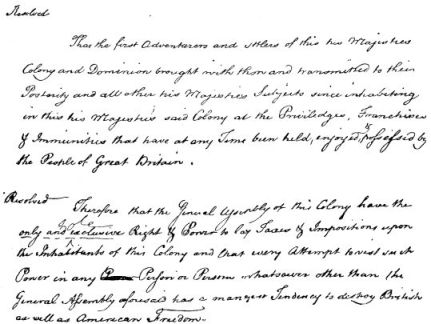 Resolved
That the first Adventurers and settlers of this his Majesties
Colony and Dominion brought with them and transmitted to their
Posterity and all other his Majesties Subjects since inhabiting
in this his Majesties said Colony all the Priviledges, Franchises
& Immunities that have at any Time been held, enjoyed, & possessed by
the People of Great Britain.
Resolved
Therefore that the General Assembly of this Colony have the
only and sole exclusive Right & Power to lay Taxes & Impositions upon
the Inhabitants of this Colony and that every Attempt to vest such
Power in any Person or Persons whatsoever other than the
General Assembly aforesaid has a manifest Tendency to destroy British
as well as American Freedom.